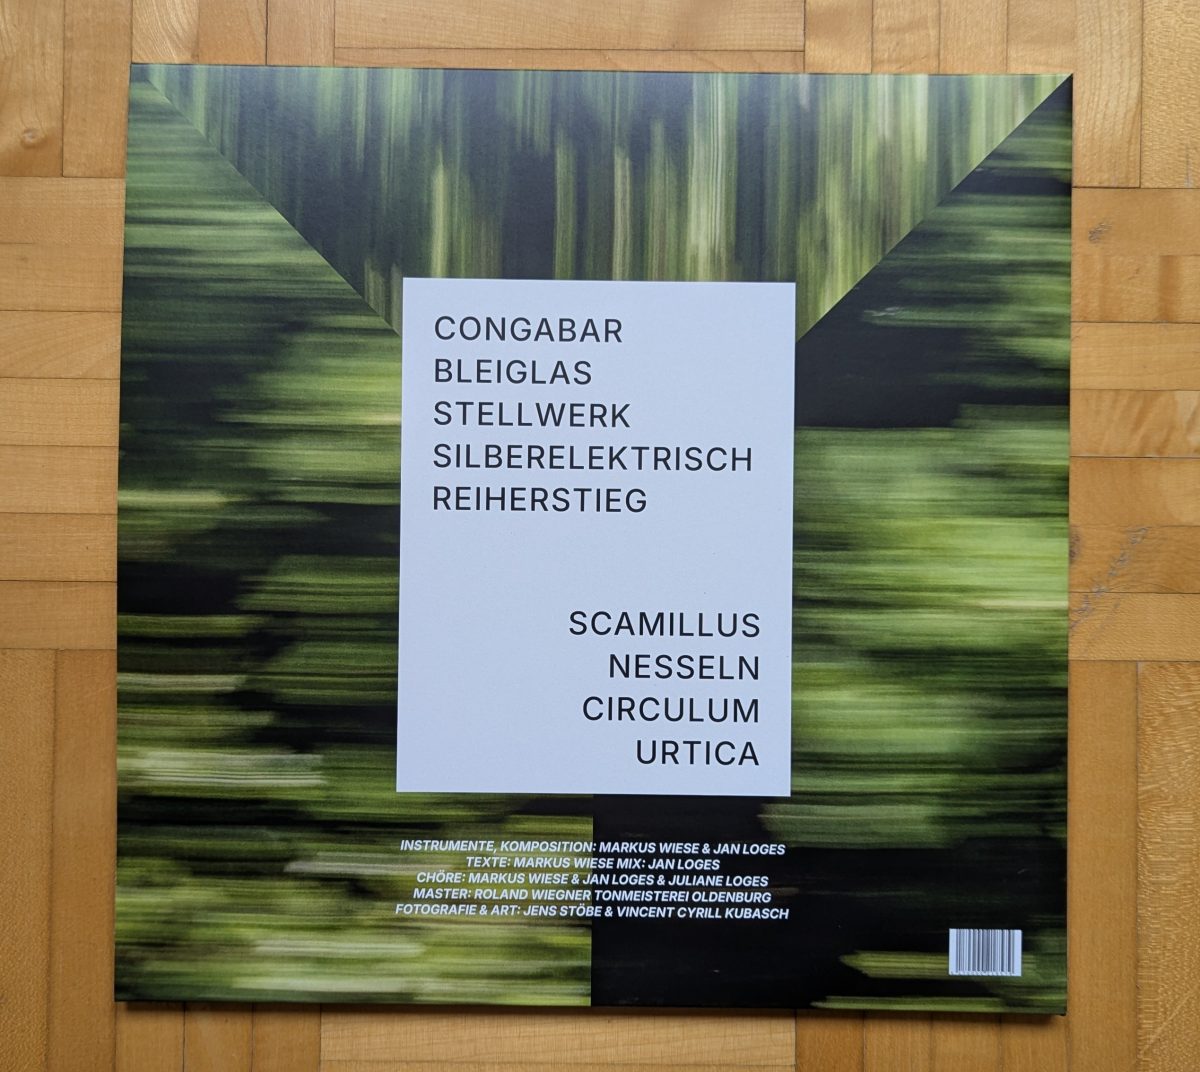 CONGABAR
BLEIGLAS
STELLWERK
SILBERELEKTRISCH
REIHERSTIEG
SCAMILLUS
NESSELN
CIRCULUM
URTICA
INSTRUMENTE, KOMPOSITION: MARKUS WIESE & JAN LOGES
TEXTE: MARKUS WIESE MIX: JAN LOGES
CHÖRE: MARKUS WIESE & JAN LOGES & JULIANE LOGES
MASTER: ROLAND WIEGNER TONMEISTEREI OLDENBURG
FOTOGRAFIE & ART: JENS STÖBE & VINCENT CYRILL KUBASCH